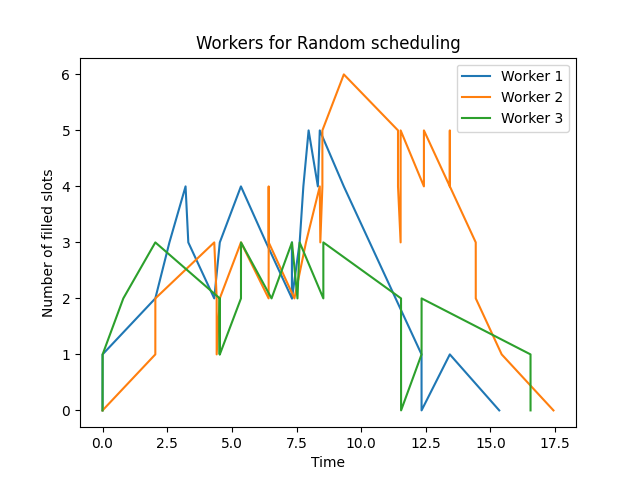 Workers for Random scheduling
Worker 1
Worker 2
Worker 3
Number of filled slots
6
5
4
3
2
1
0
0.0 2.5 5.0 7.5 10.0 12.5 15.0 17.5
Time